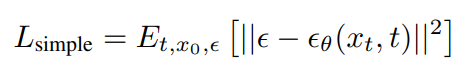 L_simple = E_{t,x_0,ϵ} [||ϵ − ϵ_θ(x_t, t)||^2]